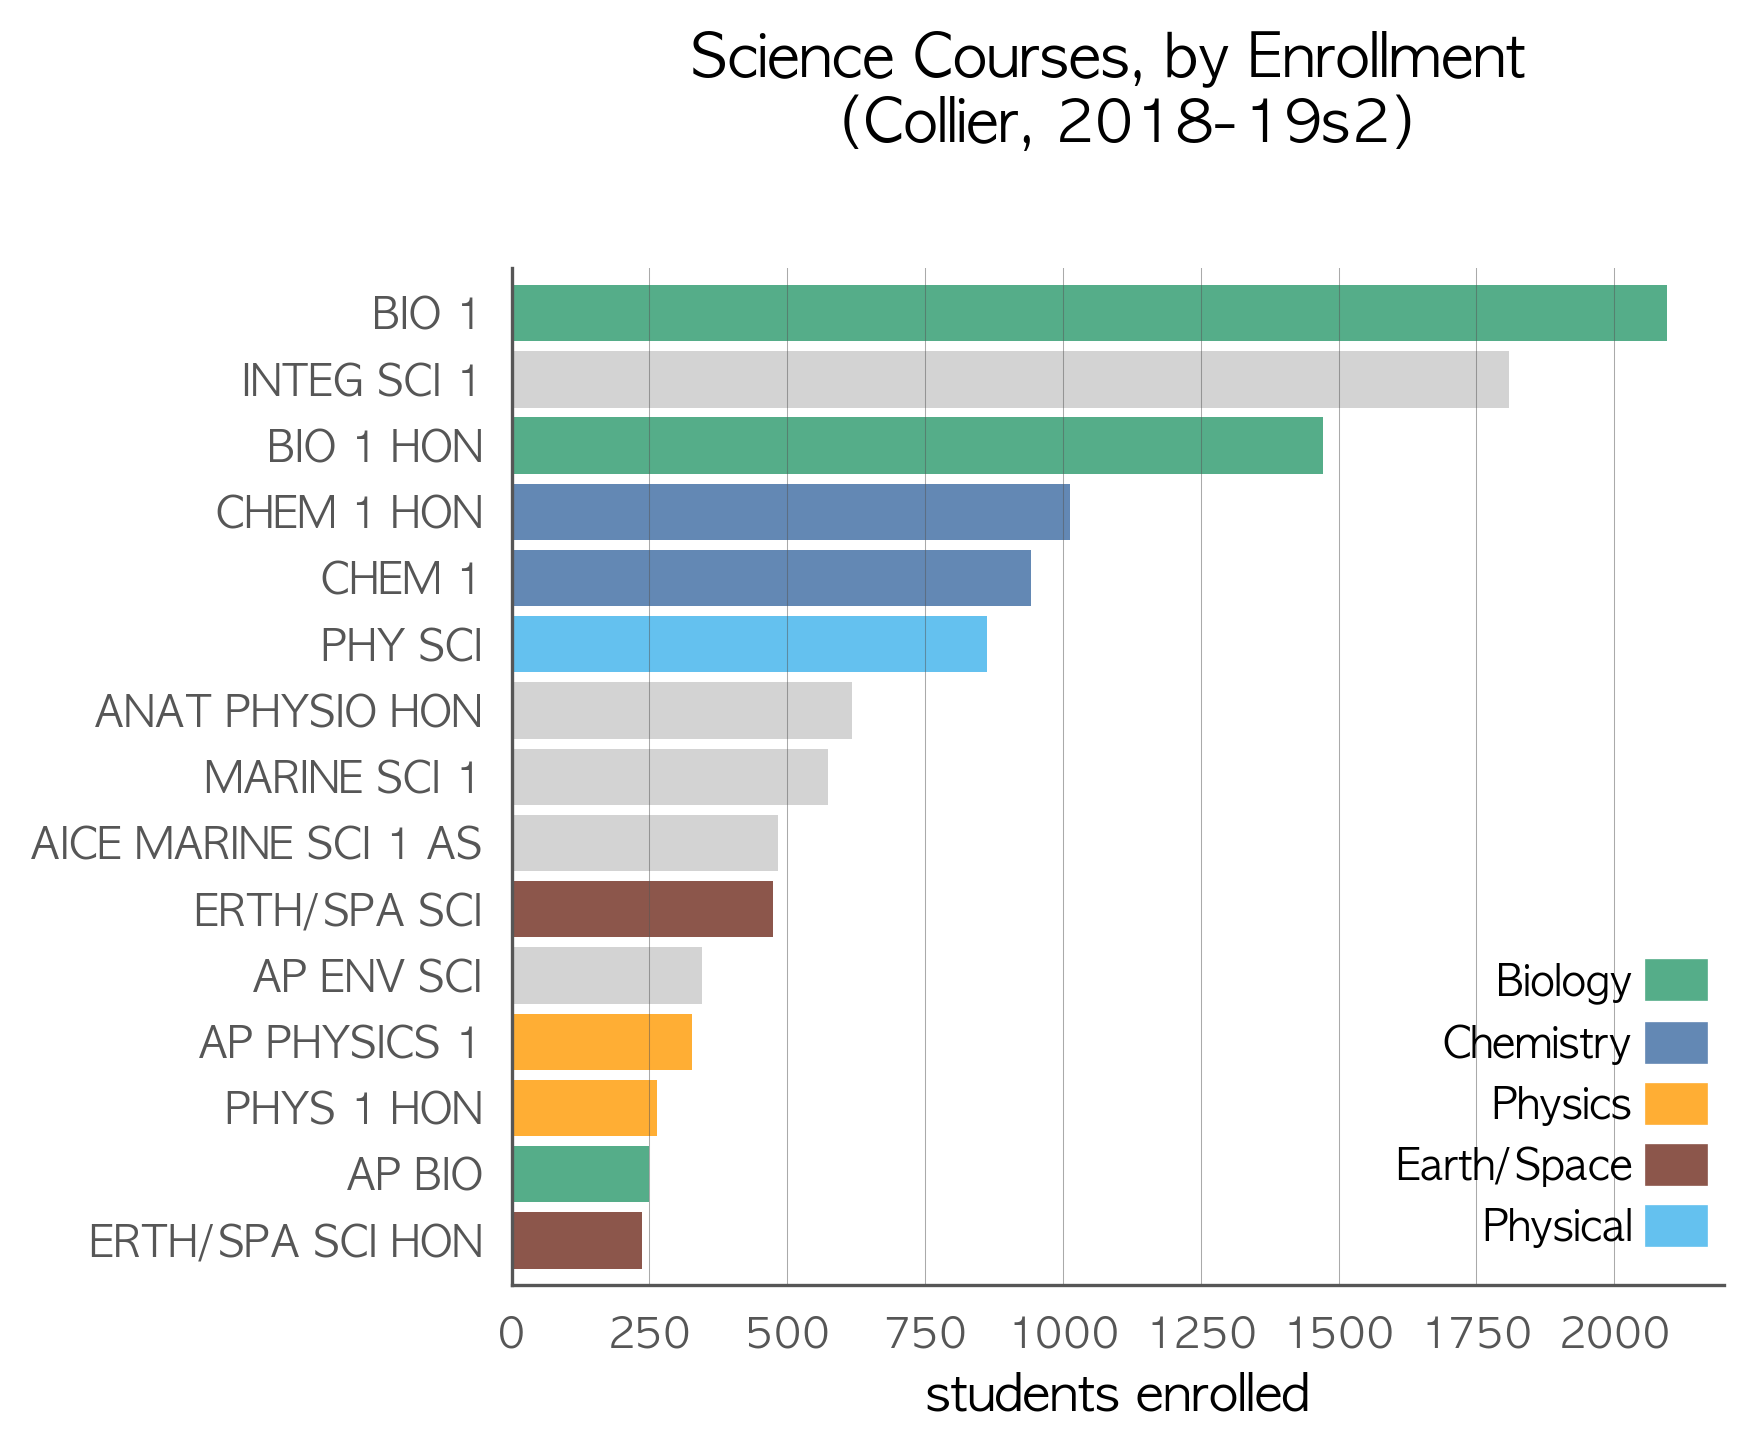 Science Courses, by Enrollment
(Collier, 2018-19s2)
BIO 1
INTEG SCI 1
BIO 1 HON
CHEM 1 HON
CHEM 1
PHY SCI
ANAT PHYSIO HON
MARINE SCI 1
AICE MARINE SCI 1 AS
ERTH/SPA SCI
AP ENV SCI
AP PHYSICS 1
PHYS 1 HON
AP BIO
ERTH/SPA SCI HON
Biology
Chemistry
Physics
Earth/Space
Physical
0 250 500 750 1000 1250 1500 1750 2000
students enrolled